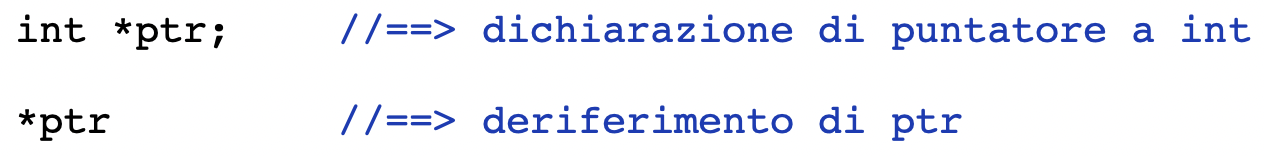 int *ptr; //==> dichiarazione di puntatore a int
*ptr //==> deriferimento di ptr